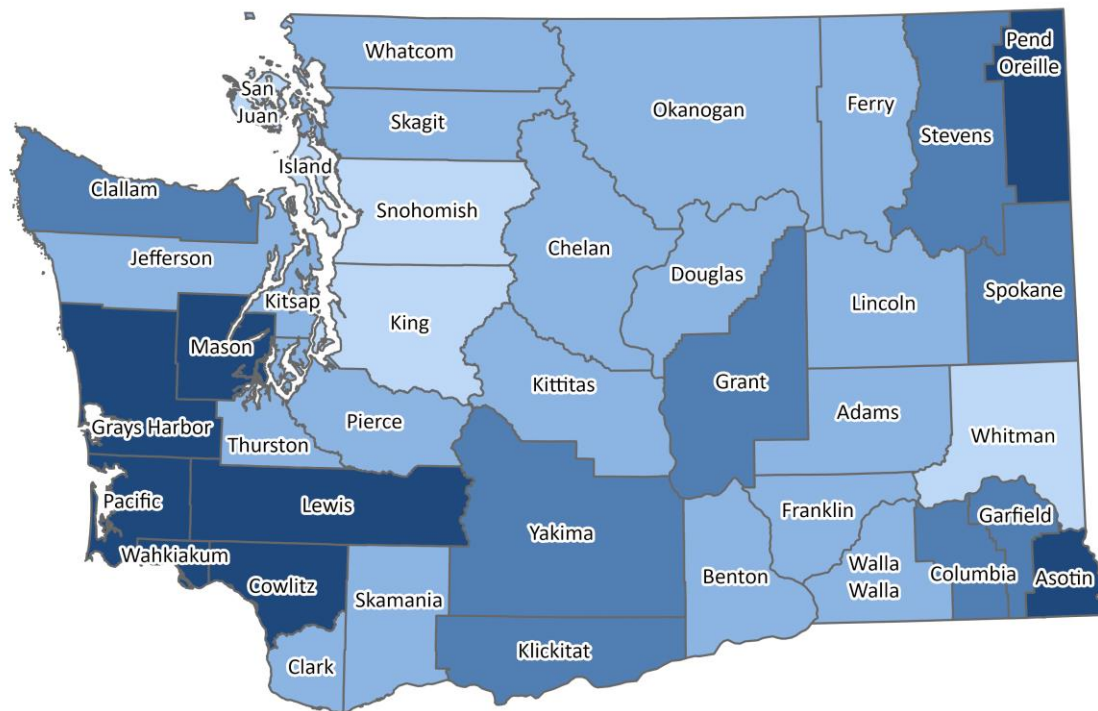 Whatcom
Pend
Oreille
San
Juan
Okanogan
Ferry
Skagit
Stevens
Island
Clallam
Snohomish
Chelan
Jefferson
Douglas
Spokane
Kitsap
Lincoln
King
Mason
Kittitas
Grant
Adams
Grays Harbor
Pierce
Whitman
Thurston
Pacific
Lewis
Franklin
Garfield
Yakima
Wahkiakum
Walla
Walla
Columbia
Asotin
Benton
Cowlitz
Skamania
Klickitat
Clark